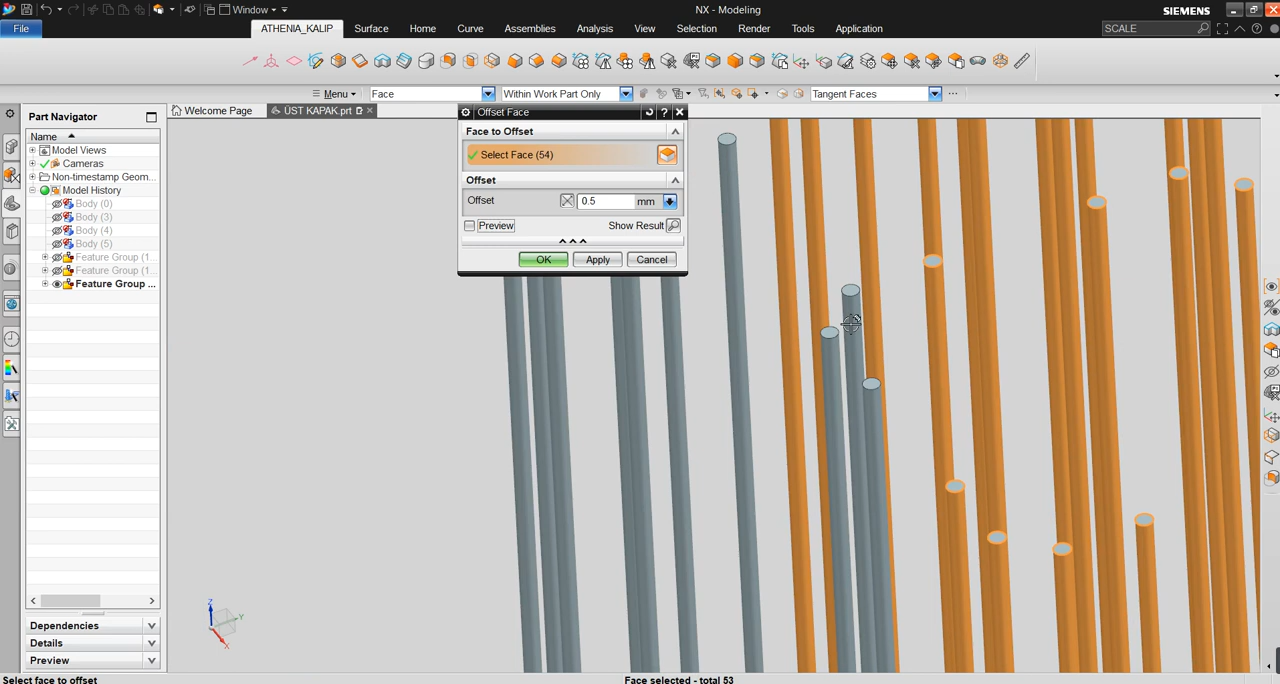 Window
NX - Modeling
SIEMENS
File
ATHENIA_KALIP
Surface
Home
Curve
Assemblies
Analysis
View
Selection
Render
Tools
Application
SCALE
Menu
Face
Within Work Part Only
Tangent Faces
Part Navigator
Welcome Page
ÜST KAPAK.prt
Name
Model Views
Cameras
Non-timestamp Geom...
Model History
Body (0)
Body (3)
Body (4)
Body (5)
Feature Group (1...
Feature Group (1...
Feature Group ...
Offset Face
Face to Offset
Select Face (54)
Offset
Offset
0.5
mm
Preview
Show Result
OK
Apply
Cancel
Z
Y
X
Dependencies
Details
Preview
Select face to offset
Face selected - total 53